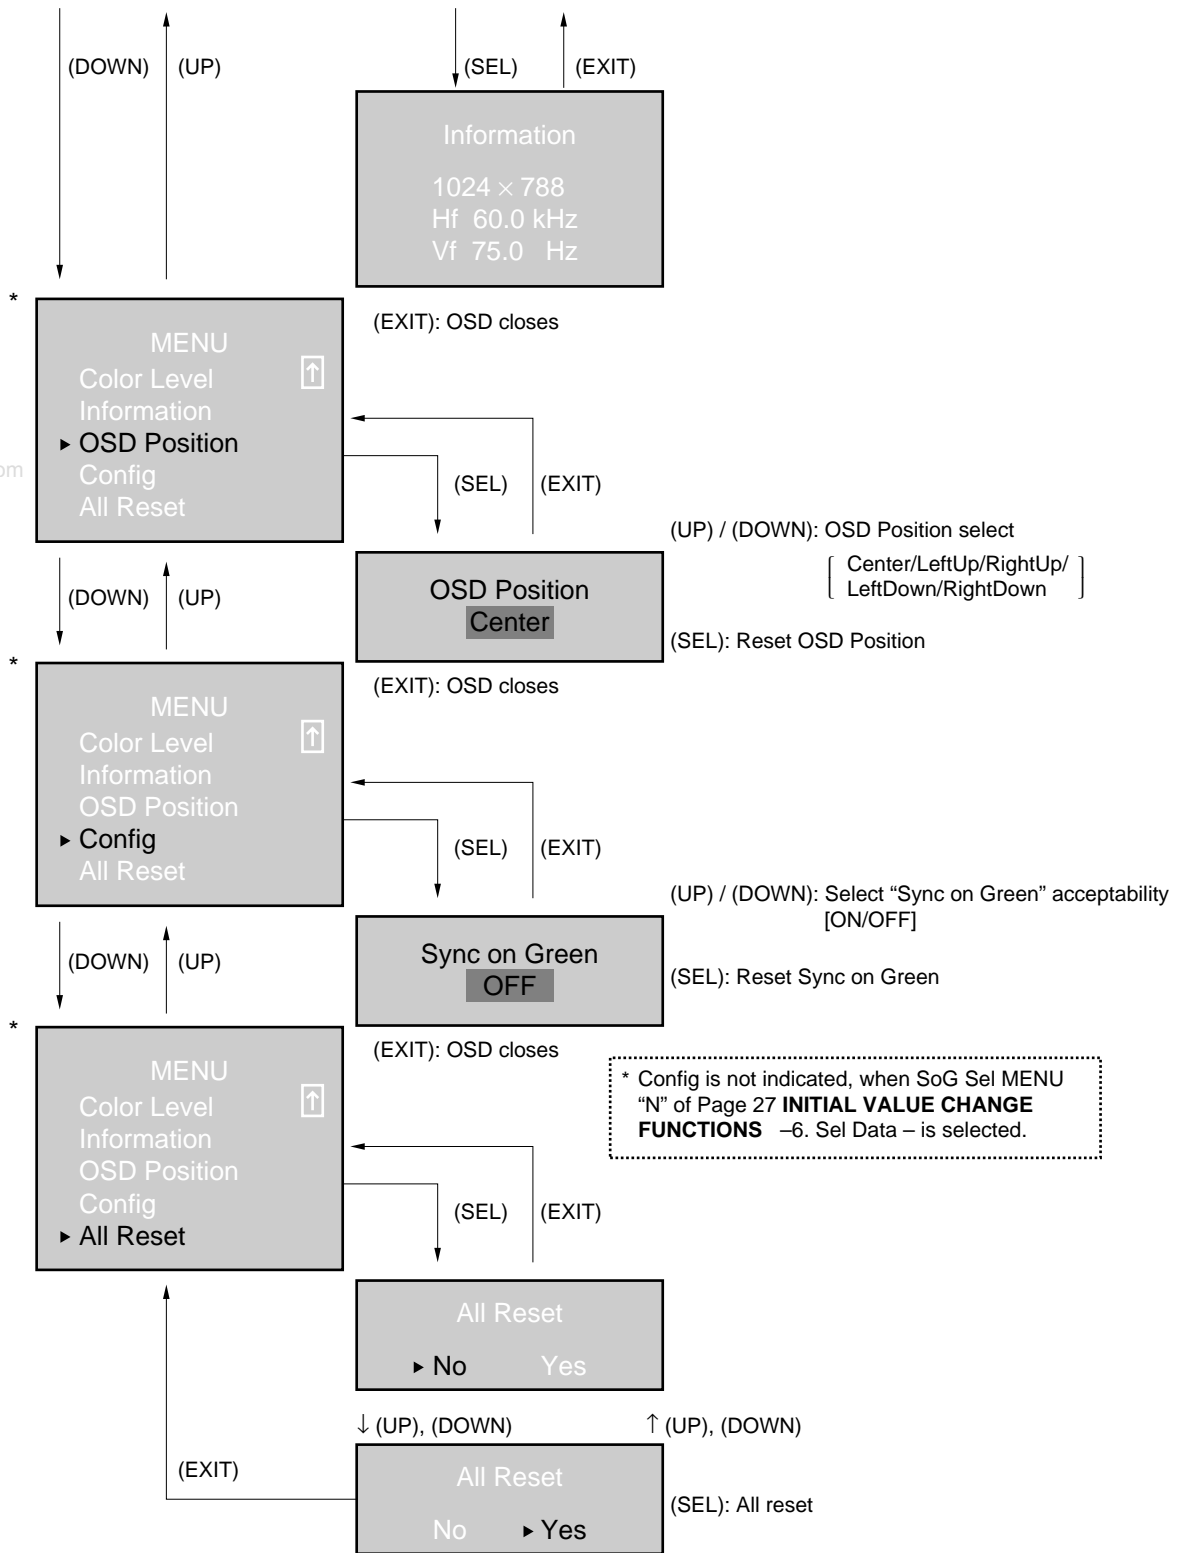 (DOWN) (UP) (SEL) (EXIT)
Information
1024 × 788
Hf 60.0 kHz
Vf 75.0 Hz
(EXIT): OSD closes
*
MENU
Color Level ↑
Information
▸ OSD Position
Config
All Reset
(SEL) (EXIT)
(UP) / (DOWN): OSD Position select
[ Center/LeftUp/RightUp/
LeftDown/RightDown ]
OSD Position
Center
(SEL): Reset OSD Position
(EXIT): OSD closes
(DOWN) (UP)
*
MENU
Color Level ↑
Information
OSD Position
▸ Config
All Reset
(SEL) (EXIT)
(UP) / (DOWN): Select “Sync on Green” acceptability
[ON/OFF]
Sync on Green
OFF
(SEL): Reset Sync on Green
(EXIT): OSD closes
(DOWN) (UP)
*
MENU
Color Level ↑
Information
OSD Position
Config
▸ All Reset
* Config is not indicated, when SoG Sel MENU
“N” of Page 27 INITIAL VALUE CHANGE
FUNCTIONS –6. Sel Data – is selected.
(SEL) (EXIT)
All Reset
▸ No Yes
↓ (UP), (DOWN) ↑ (UP), (DOWN)
(EXIT)
All Reset
No ▸ Yes
(SEL): All reset